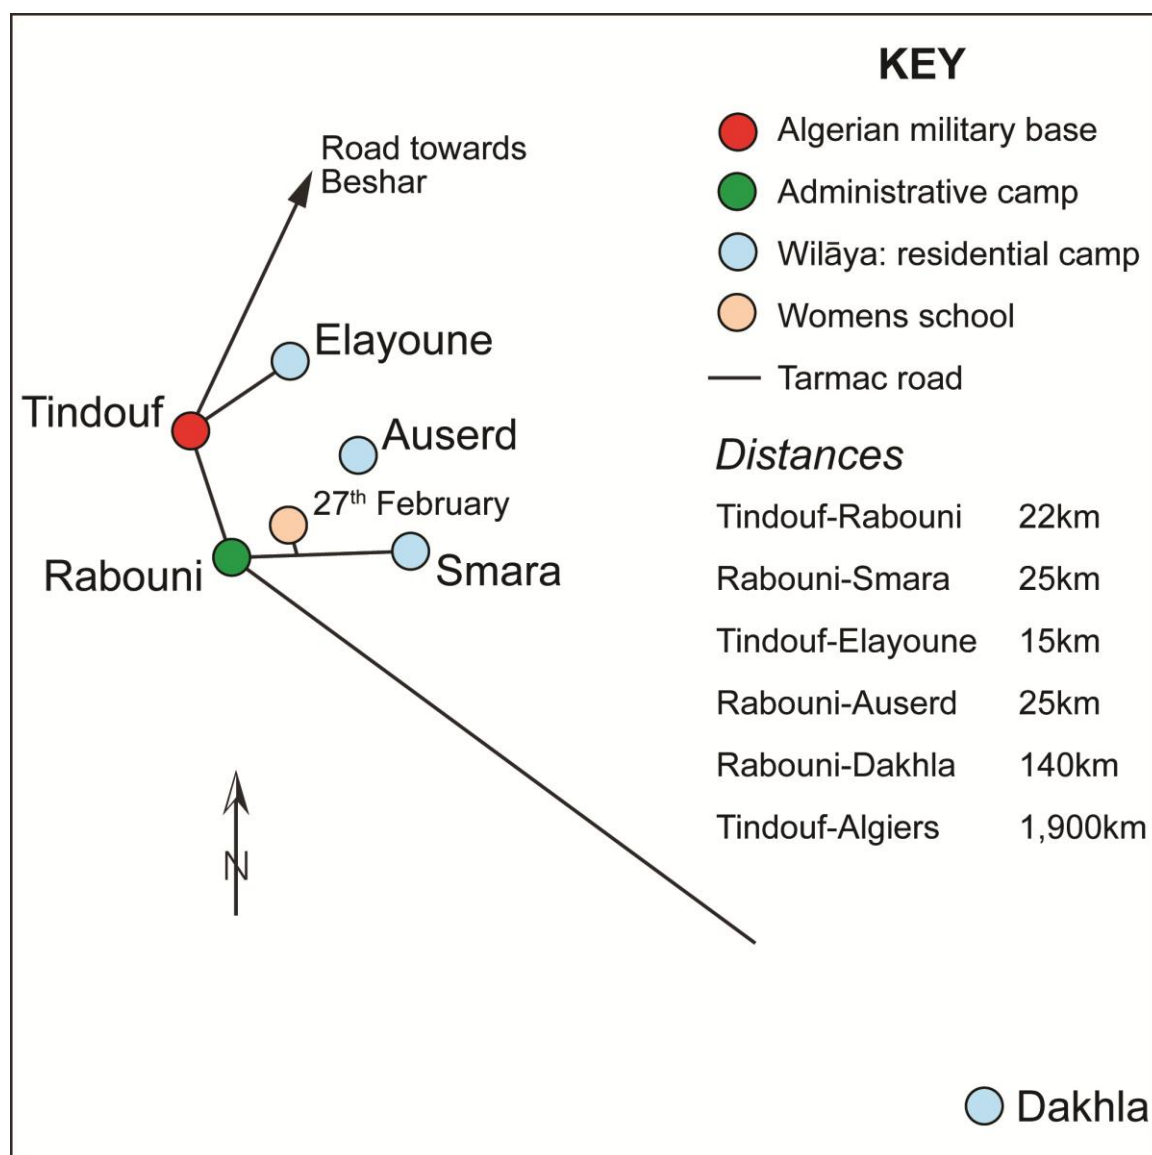 KEY
Algerian military base
Administrative camp
Wilāya: residential camp
Womens school
Tarmac road
Distances
Tindouf-Rabouni 22km
Rabouni-Smara 25km
Tindouf-Elayoune 15km
Rabouni-Auserd 25km
Rabouni-Dakhla 140km
Tindouf-Algiers 1,900km
Road towards
Beshar
Elayoune
Tindouf
Auserd
27th February
Rabouni
Smara
N
Dakhla